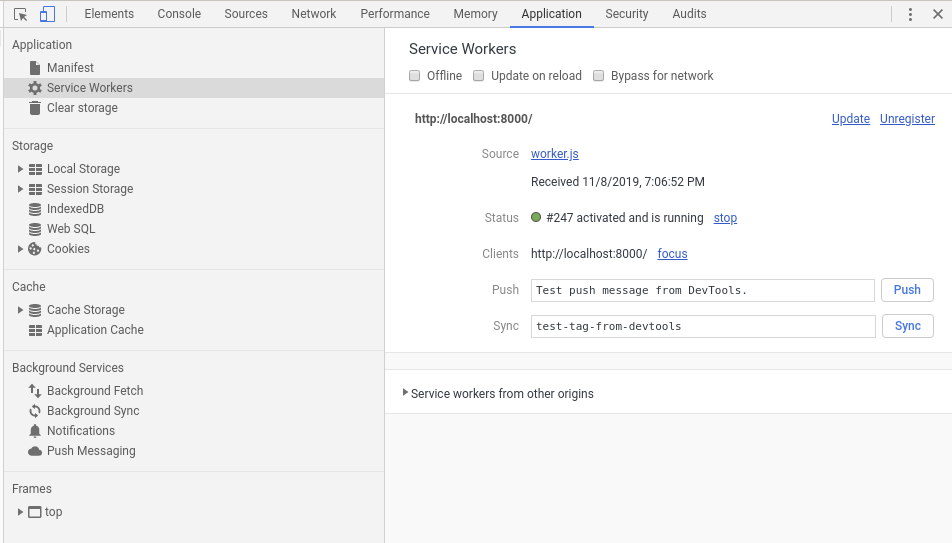 Elements Console Sources Network Performance Memory Application Security Audits
Application
Manifest
Service Workers
Clear storage
Storage
Local Storage
Session Storage
IndexedDB
Web SQL
Cookies
Cache
Cache Storage
Application Cache
Background Services
Background Fetch
Background Sync
Notifications
Push Messaging
Frames
top
Service Workers
Offline Update on reload Bypass for network
http://localhost:8000/ Update Unregister
Source worker.js
Received 11/8/2019, 7:06:52 PM
Status #247 activated and is running stop
Clients http://localhost:8000/ focus
Push Test push message from DevTools. Push
Sync test-tag-from-devtools Sync
Service workers from other origins